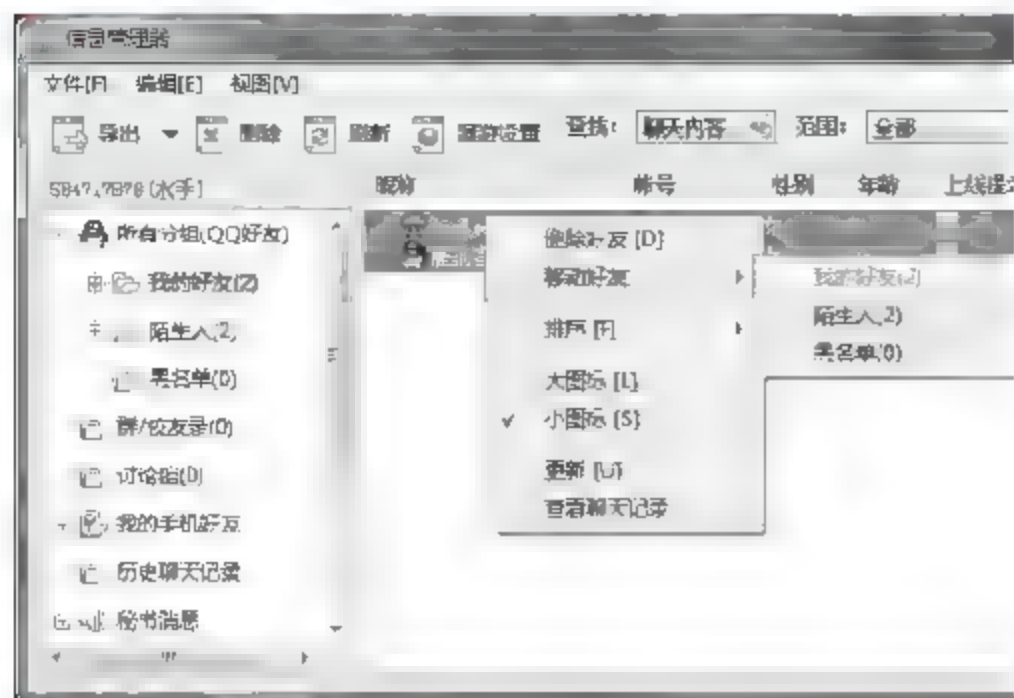 信息管理器
文件[F] 编辑[E] 视图[V]
导出 删除 刷新 漫游设置 查找: 聊天内容 范围: 全部
(水手)
昵称 帐号 性别 年龄 上线提
所有分组(QQ好友)
我的好友(2)
陌生人(2)
黑名单(0)
群/校友录(0)
讨论组(0)
我的手机好友
历史聊天记录
秘书消息
删除好友 [D]
移动好友
排序 [F]
大图标 [L]
小图标 [S]
更新 [U]
查看聊天记录
我的好友(2)
陌生人(2)
黑名单(0)